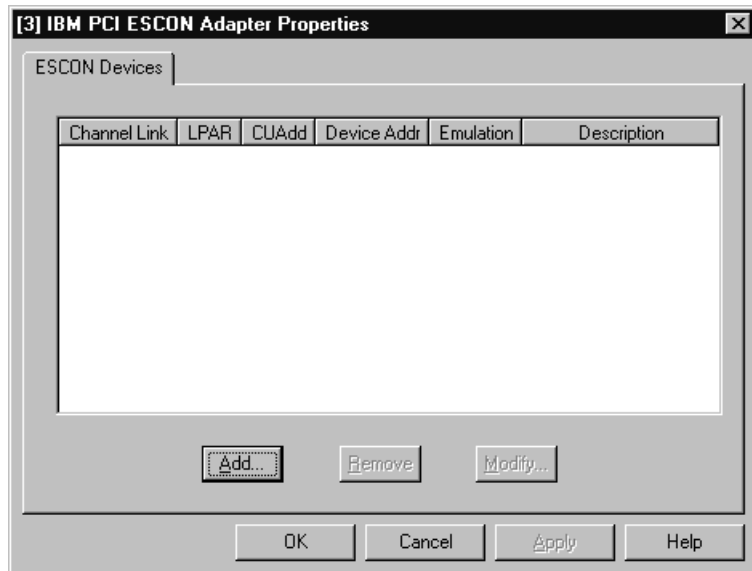 [3] IBM PCI ESCON Adapter Properties
ESCON Devices
Channel Link LPAR CUAdd Device Addr Emulation Description
Add... Remove Modify...
OK Cancel Apply Help